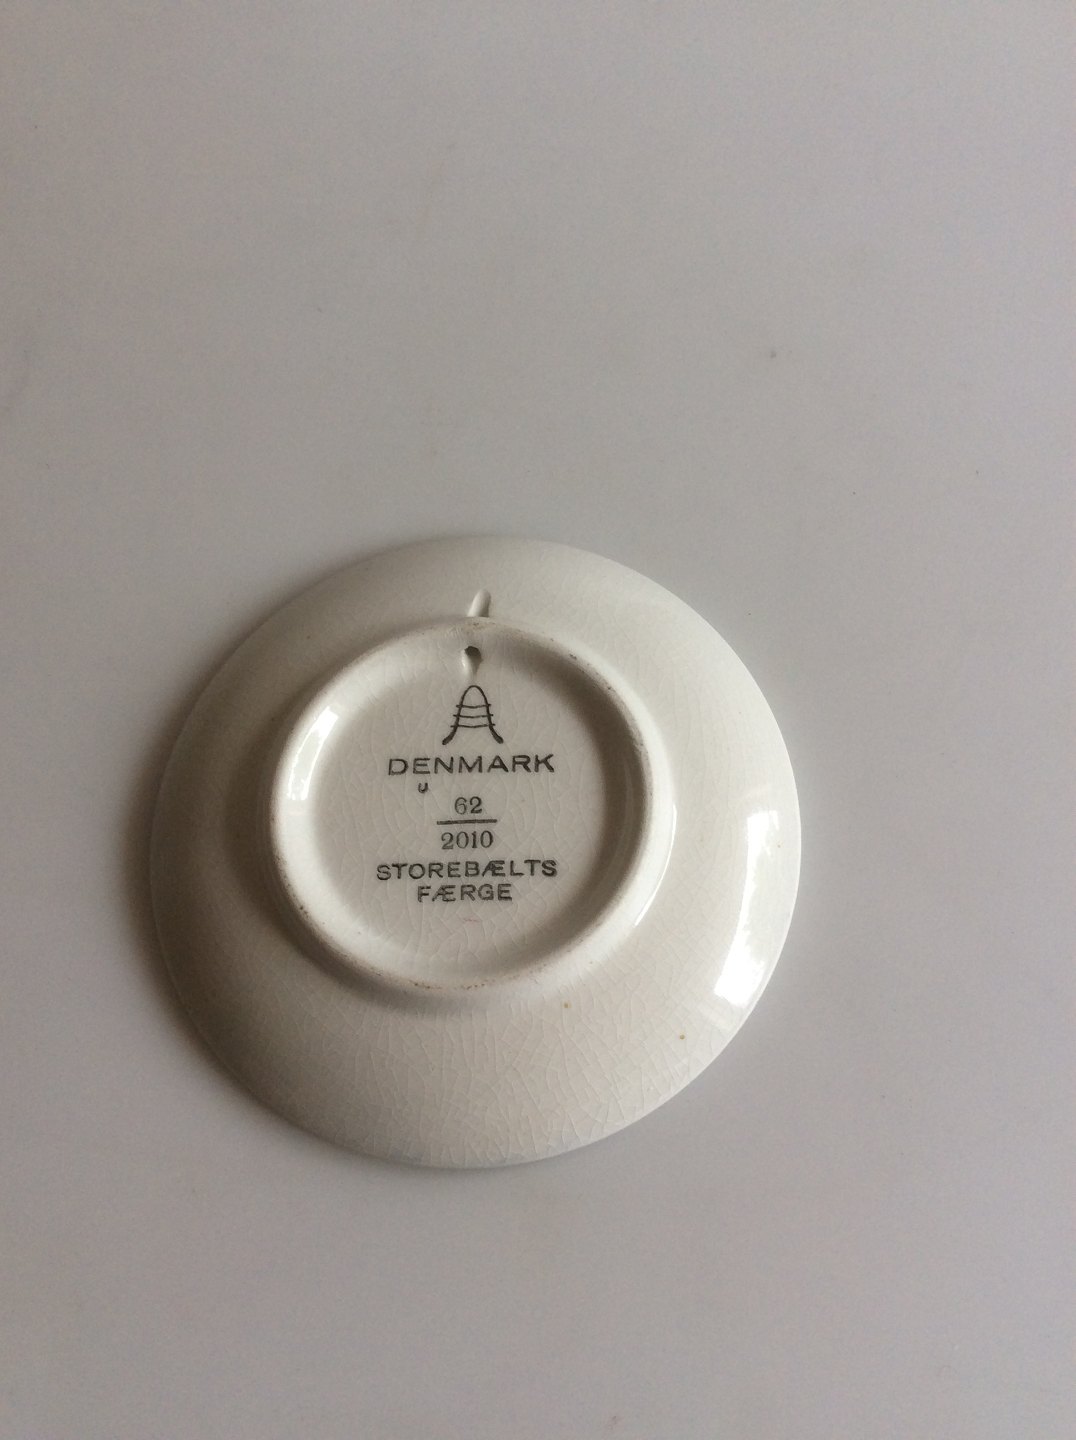 DENMARK
U
62
2010
STOREBÆLTS
FÆRGE